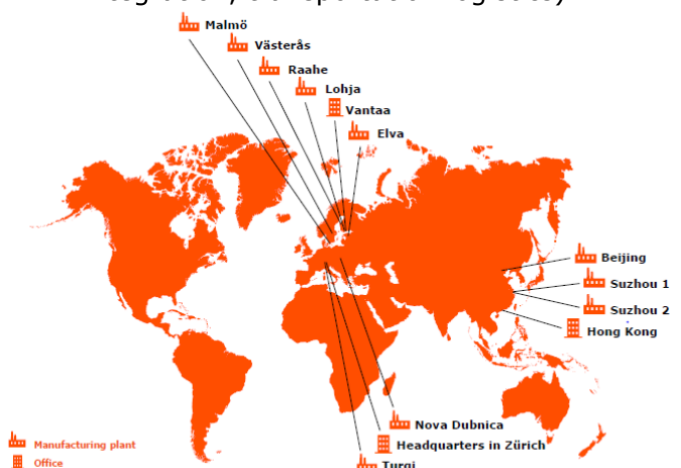 Malmö
Västerås
Raahe
Lohja
Vantaa
Elva
Beijing
Suzhou 1
Suzhou 2
Hong Kong
Nova Dubnica
Headquarters in Zürich
Turgi
Manufacturing plant
Office